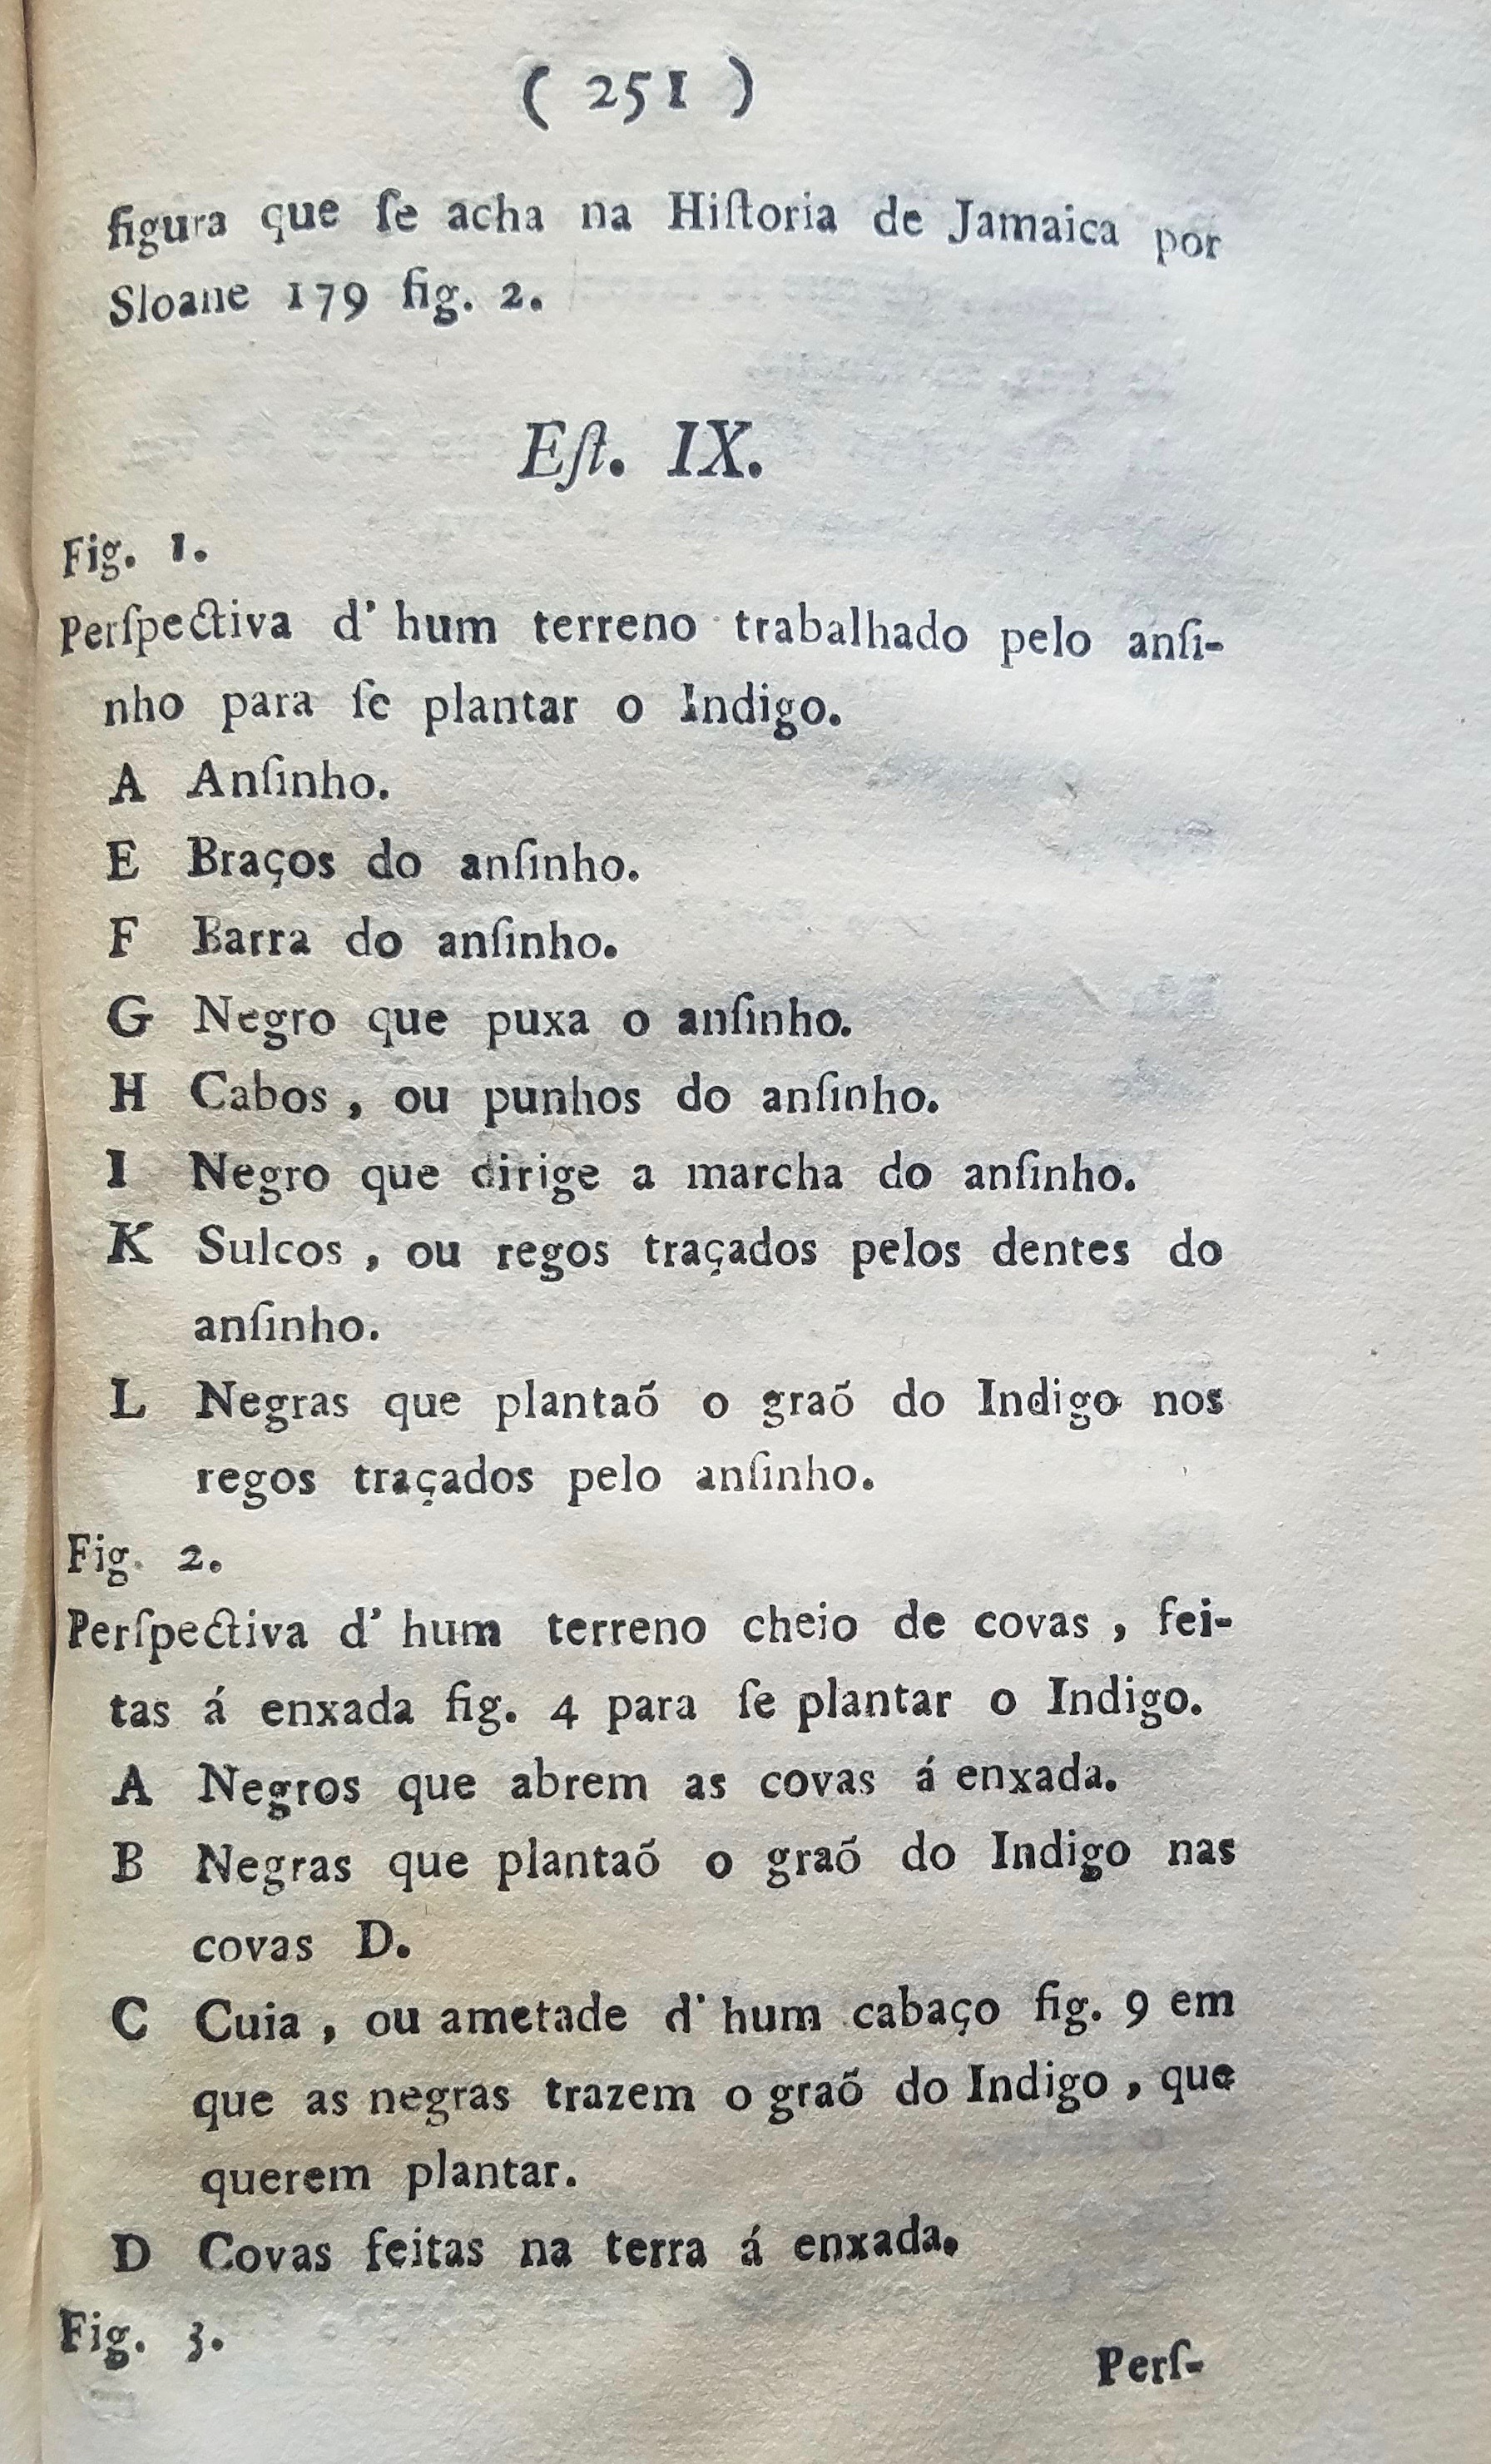 ( 251 )
figura que ſe acha na Hiſtoria de Jamaica por
Sloane 179 fig. 2.
Eſt. IX.
Fig. 1.
Perſpectiva d' hum terreno trabalhado pelo anſi-
nho para ſe plantar o Indigo.
A Anſinho.
E Braços do anſinho.
F Barra do anſinho.
G Negro que puxa o anſinho.
H Cabos , ou punhos do anſinho.
I Negro que dirige a marcha do anſinho.
K Sulcos , ou regos traçados pelos dentes do
anſinho.
L Negras que plantaõ o graõ do Indigo nos
regos traçados pelo anſinho.
Fig. 2.
Perſpectiva d' hum terreno cheio de covas , fei-
tas á enxada fig. 4 para ſe plantar o Indigo.
A Negros que abrem as covas á enxada.
B Negras que plantaõ o graõ do Indigo nas
covas D.
C Cuia , ou ametade d' hum cabaço fig. 9 em
que as negras trazem o graõ do Indigo , que
querem plantar.
D Covas feitas na terra á enxada.
Fig. 3.
Perſ-